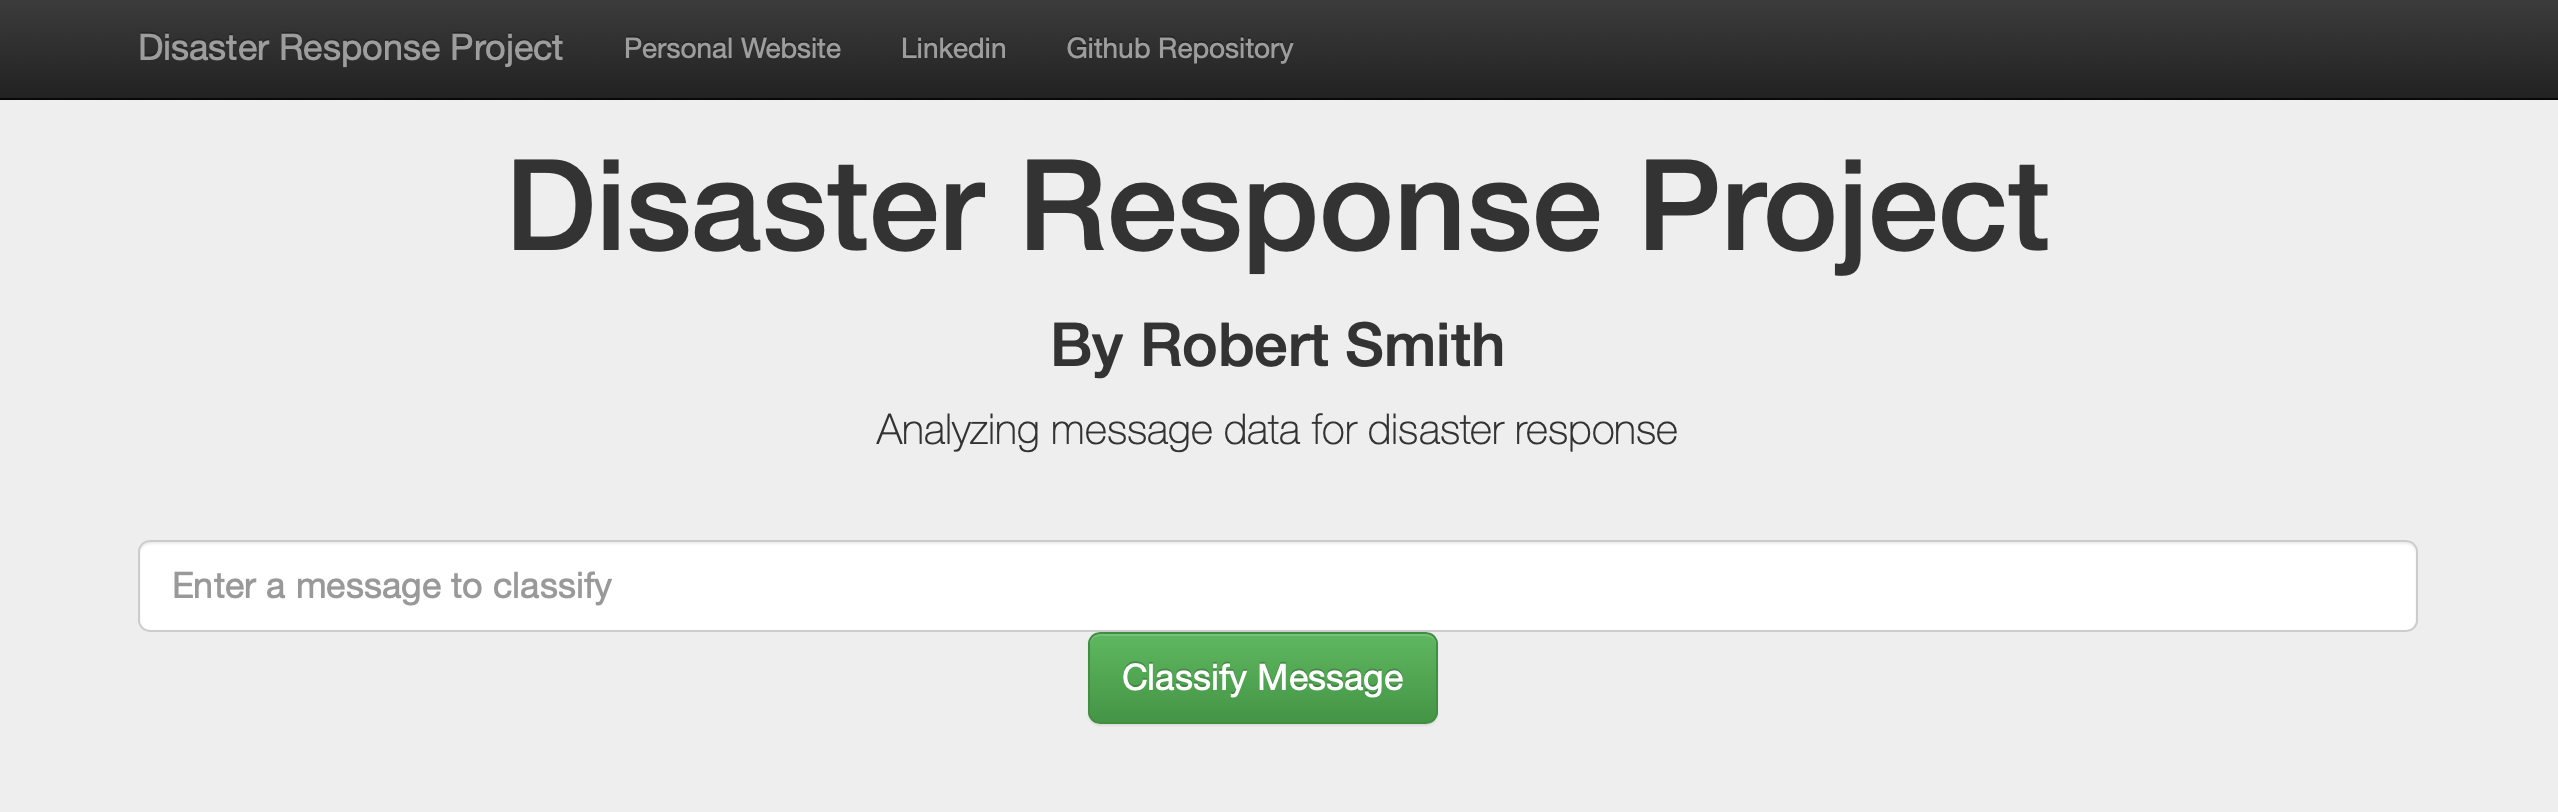 Disaster Response Project Personal Website Linkedin Github Repository
Disaster Response Project
By Robert Smith
Analyzing message data for disaster response
Enter a message to classify
Classify Message